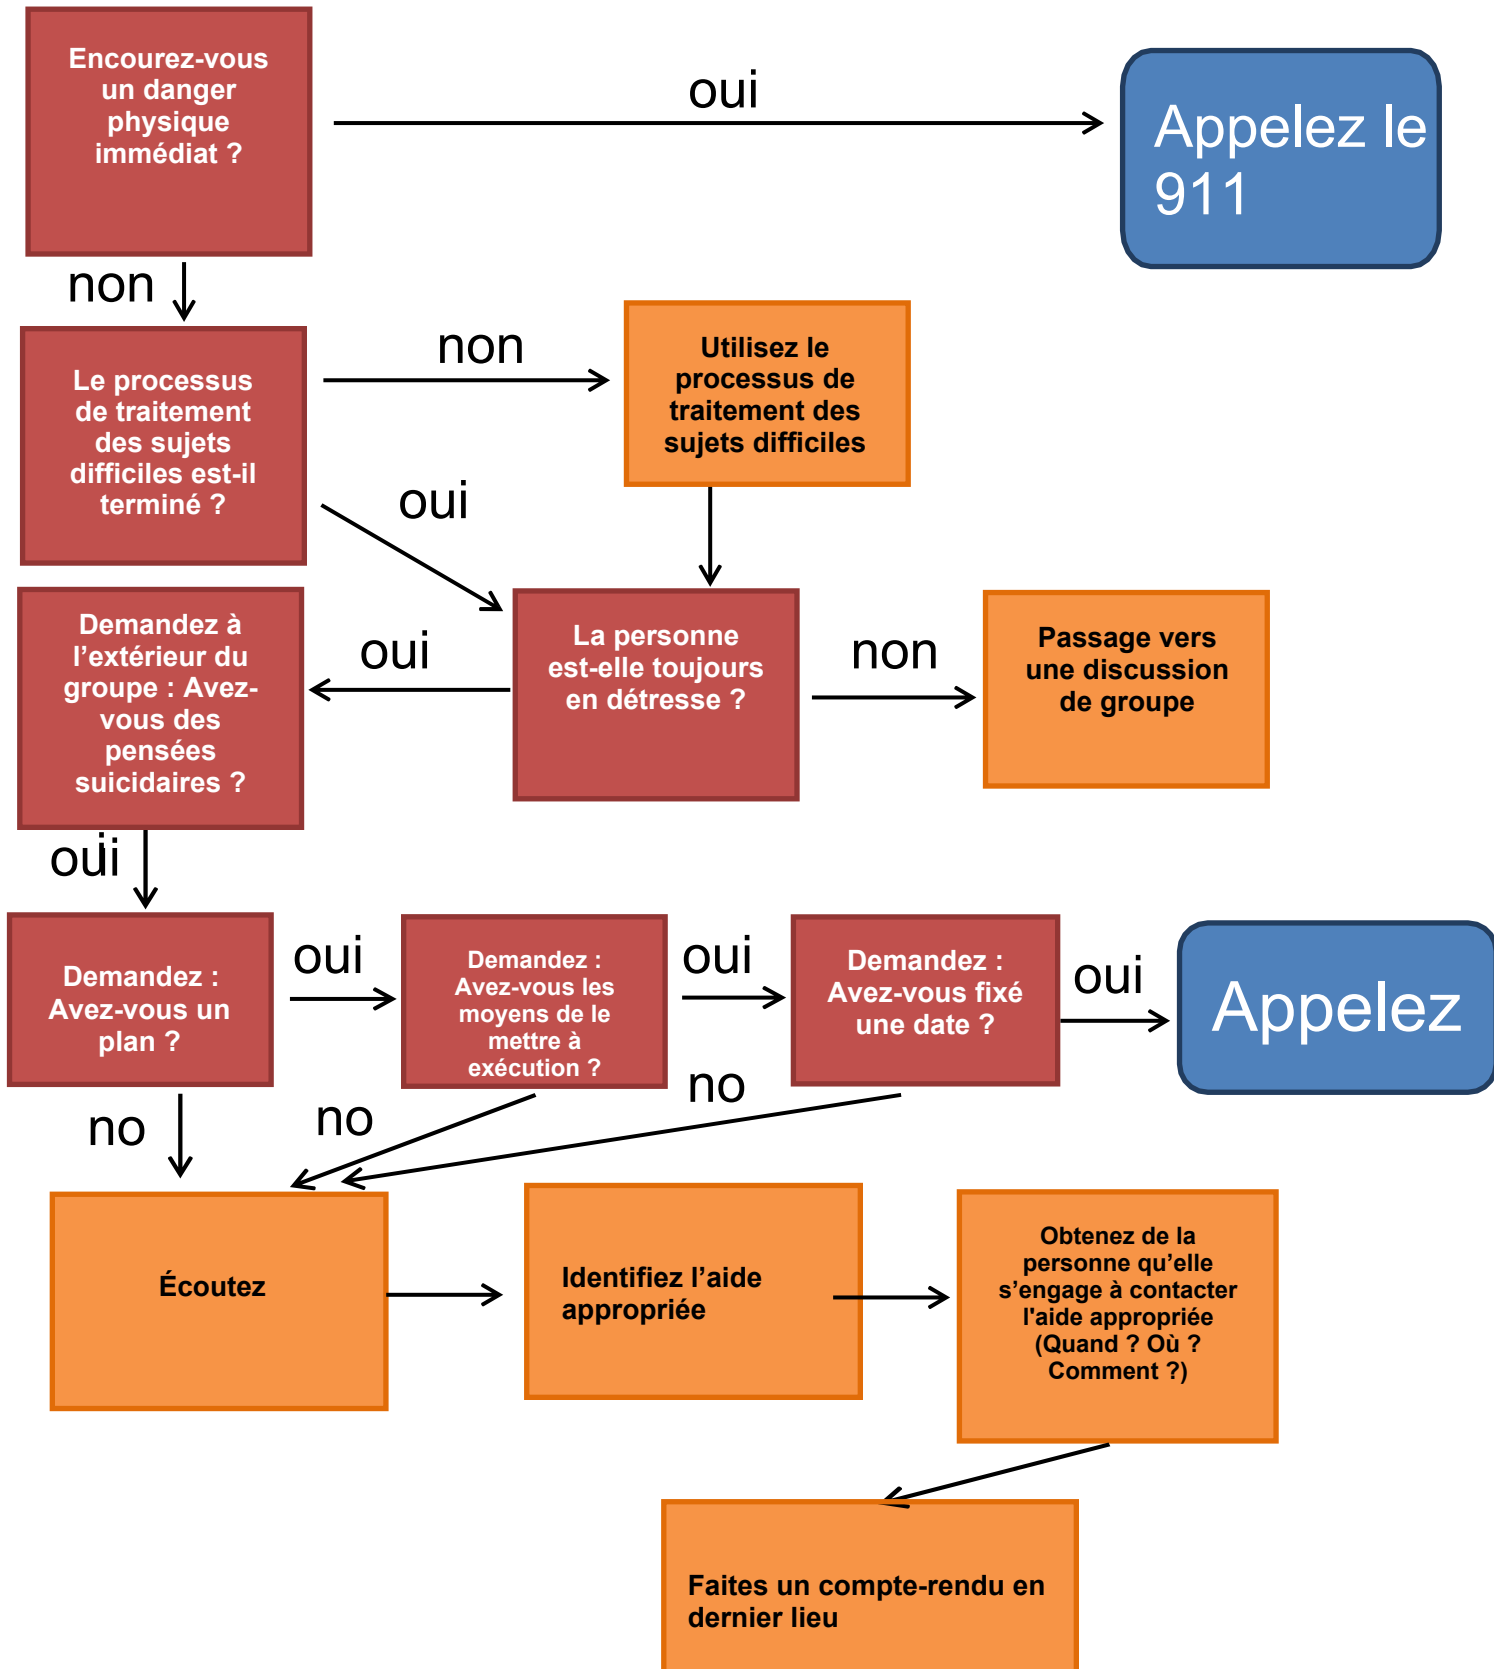 Encourez-vous
un danger
physique
immédiat ?
oui
Appelez le
911
non
Le processus
de traitement
des sujets
difficiles est-il
terminé ?
non
Utilisez le
processus de
traitement des
sujets difficiles
oui
Demandez à
l’extérieur du
groupe : Avez-
vous des
pensées
suicidaires ?
oui
La personne
est-elle toujours
en détresse ?
non
Passage vers
une discussion
de groupe
oui
Demandez :
Avez-vous un
plan ?
oui
Demandez :
Avez-vous les
moyens de le
mettre à
exécution ?
oui
Demandez :
Avez-vous fixé
une date ?
oui
Appelez
no
no
no
Écoutez
Identifiez l’aide
appropriée
Obtenez de la
personne qu’elle
s’engage à contacter
l'aide appropriée
(Quand ? Où ?
Comment ?)
Faites un compte-rendu en
dernier lieu